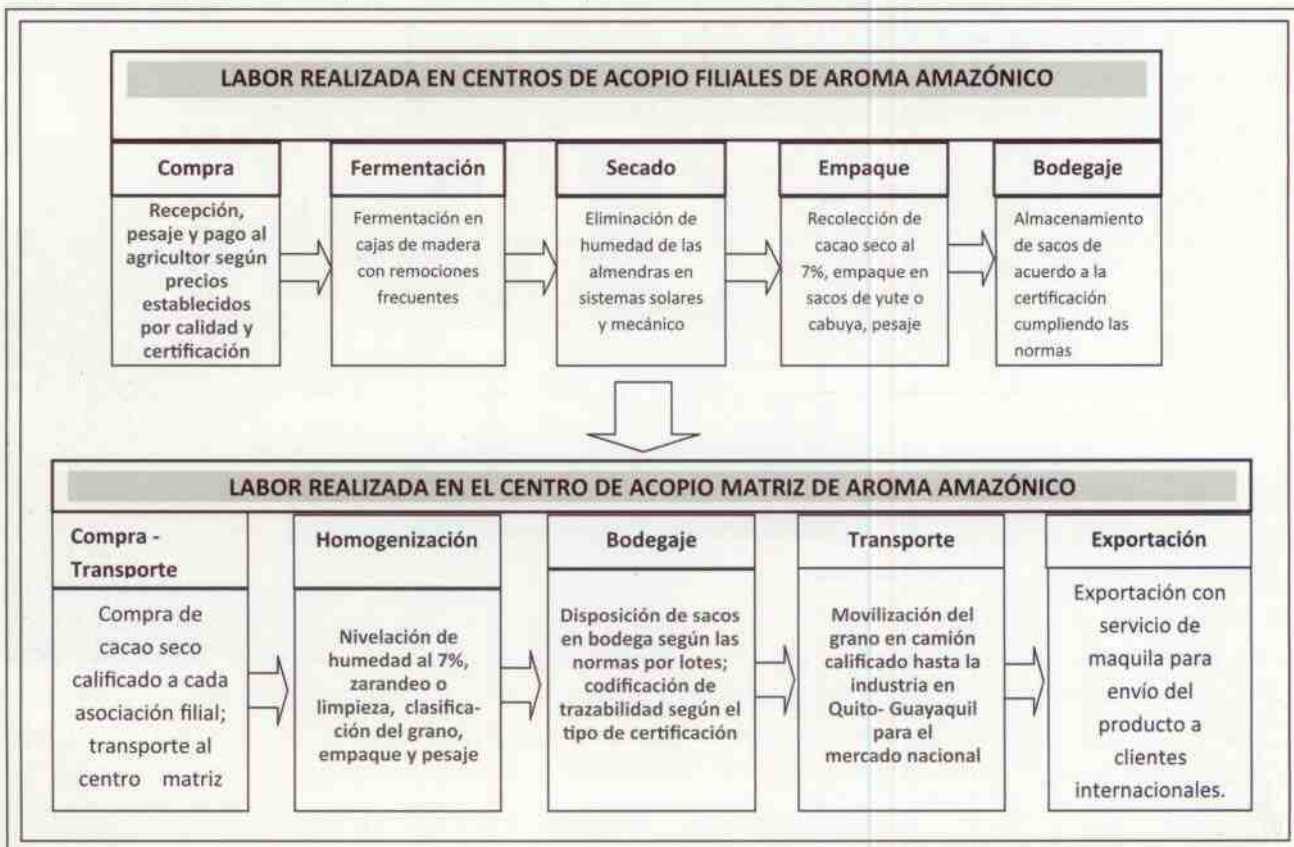 LABOR REALIZADA EN CENTROS DE ACOPIO FILIALES DE AROMA AMAZÓNICO
Compra
Recepción,
pesaje y pago al
agricultor según
precios
establecidos
por calidad y
certificación
Fermentación
Fermentación en
cajas de madera
con remociones
frecuentes
Secado
Eliminación de
humedad de las
almendras en
sistemas solares
y mecánico
Empaque
Recolección de
cacao seco al
7%, empaque en
sacos de yute o
cabuya, pesaje
Bodegaje
Almacenamiento
de sacos de
acuerdo a la
certificación
cumpliendo las
normas
LABOR REALIZADA EN EL CENTRO DE ACOPIO MATRIZ DE AROMA AMAZÓNICO
Compra -
Transporte
Compra de
cacao seco
calificado a cada
asociación filial;
transporte al
centro matriz
Homogenización
Nivelación de
humedad al 7%,
zarandeo o
limpieza, clasifica-
ción del grano,
empaque y pesaje
Bodegaje
Disposición de sacos
en bodega según las
normas por lotes;
codificación de
trazabilidad según el
tipo de certificación
Transporte
Movilización del
grano en camión
calificado hasta la
industria en
Quito- Guayaquil
para el
mercado nacional
Exportación
Exportación con
servicio de
maquila para
envío del
producto a
clientes
internacionales.